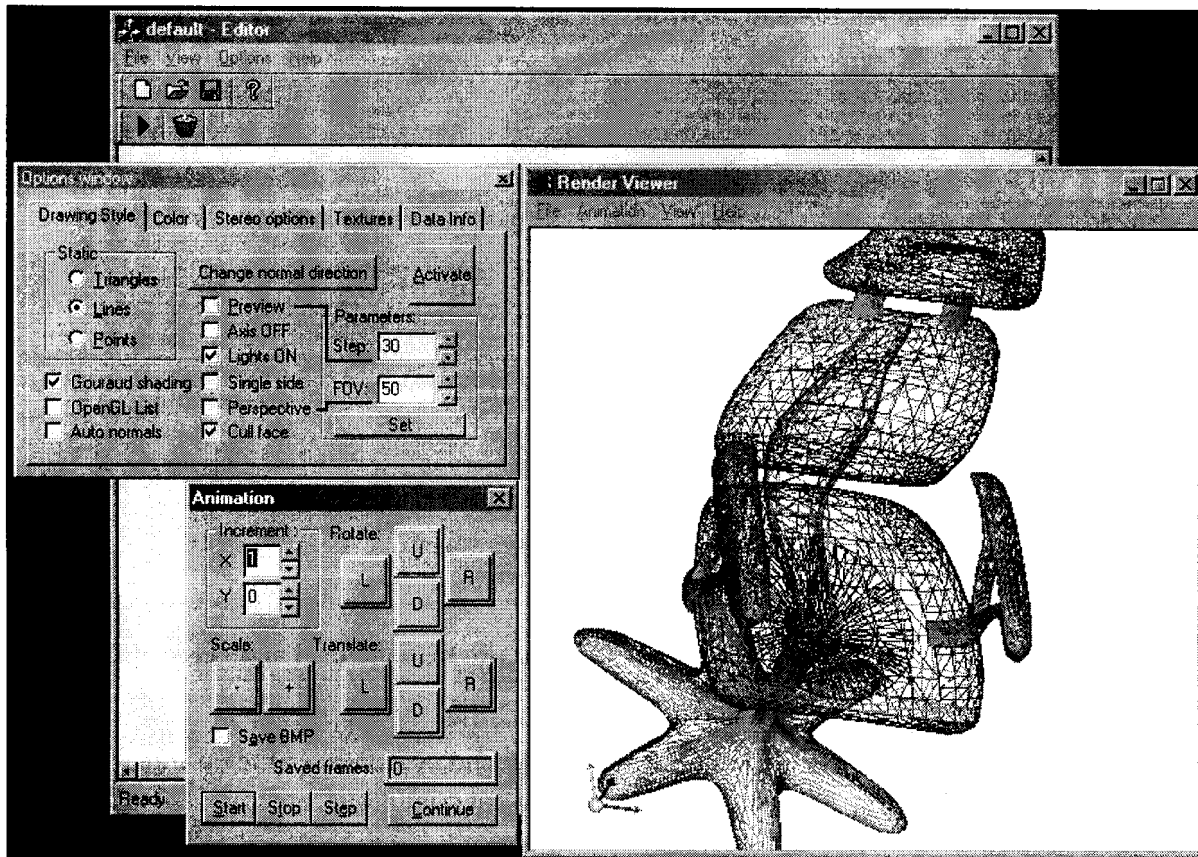 default - Editor
File View Options Help
Options window
Drawing Style Color Stereo options Textures Data Info
Static
Triangles
Lines
Points
Change normal direction
Activate
Preview
Axis OFF
Lights ON
Single side
Perspective
Cull face
Parameters:
Step: 30
FOV: 50
Set
Gouraud shading
OpenGL List
Auto normals
Render Viewer
File Animation View Help
Animation
Increment
X 1
Y 0
Rotate:
U
L
R
D
Scale:
- +
Translate:
U
L
R
D
Save BMP
Saved frames: 0
Start Stop Step Continue
Ready